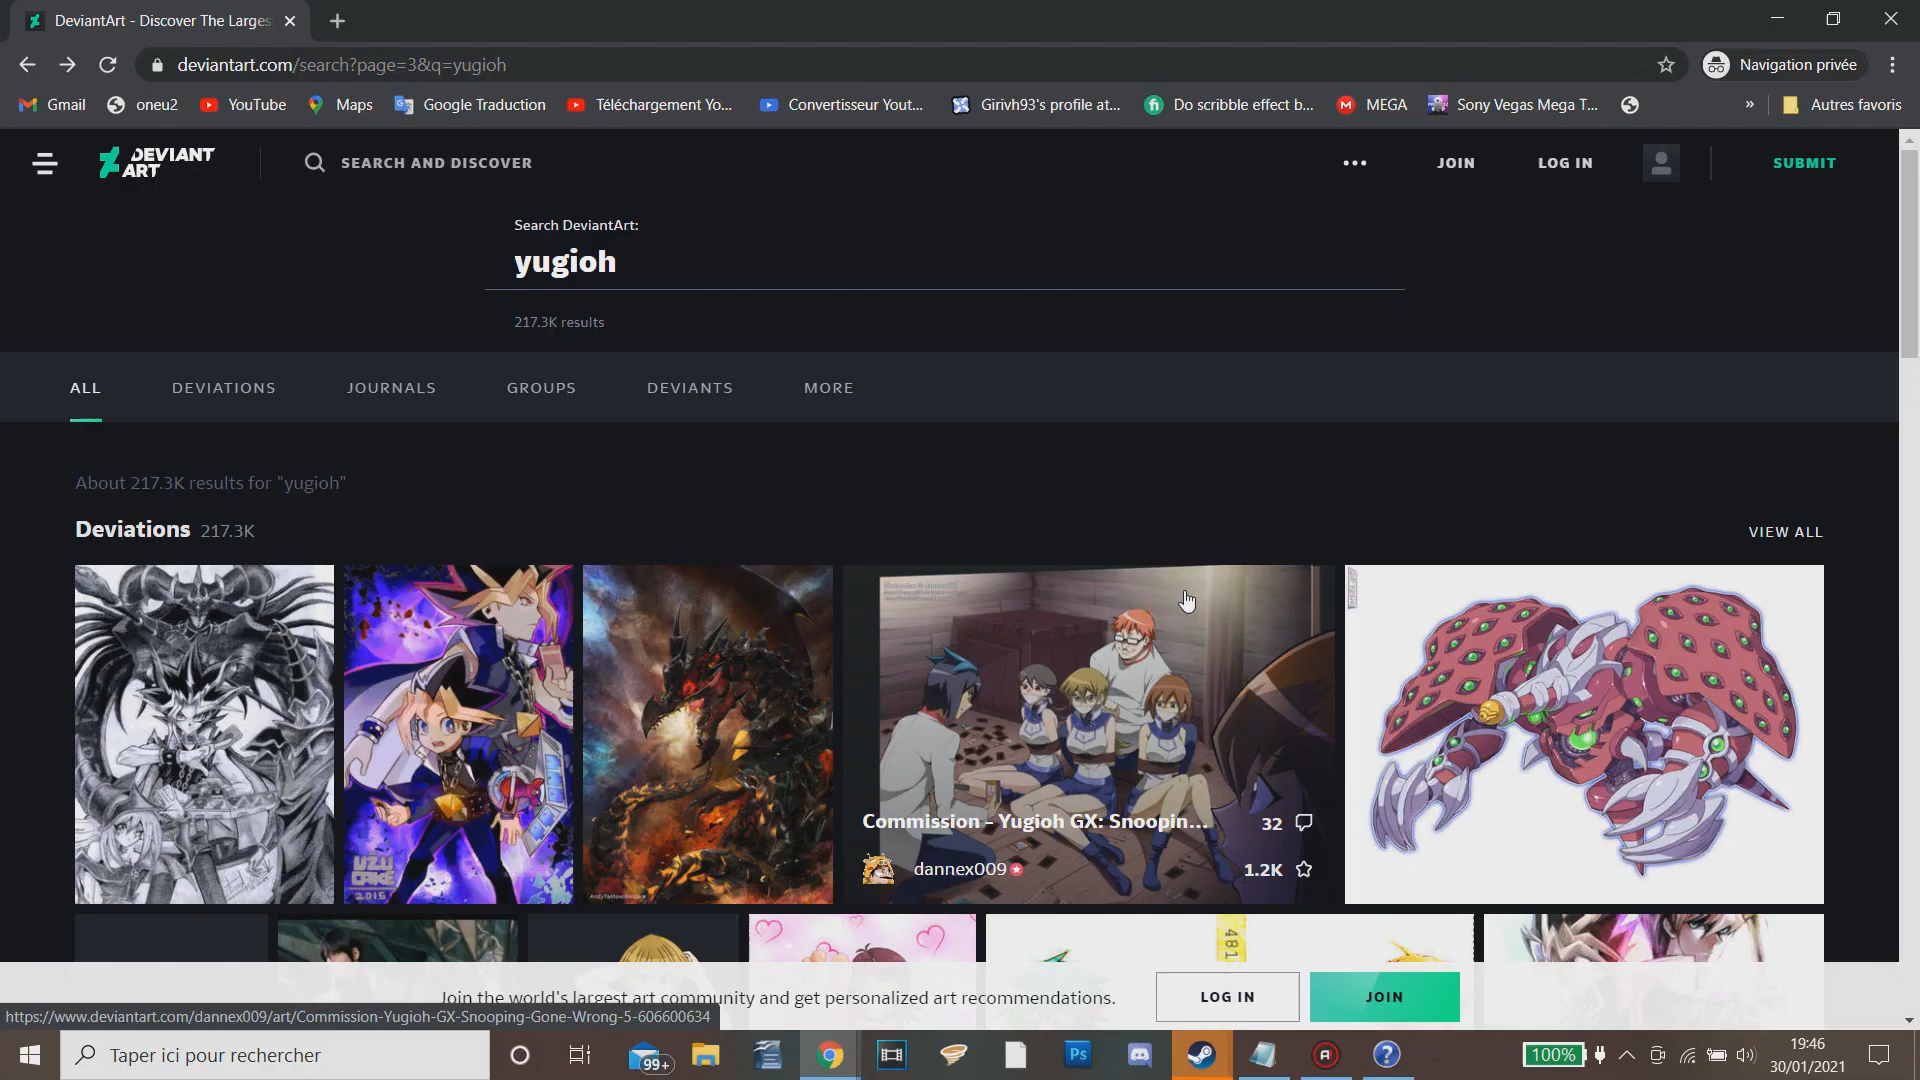 DeviantArt - Discover The Larges
deviantart.com/search?page=3&q=yugioh
Navigation privée
Gmail
oneu2
YouTube
Maps
Google Traduction
Téléchargement Yo...
Convertisseur Yout...
Girivh93's profile at...
Do scribble effect b...
MEGA
Sony Vegas Mega T...
»
Autres favoris
DEVIANT
ART
SEARCH AND DISCOVER
JOIN
LOG IN
SUBMIT
Search DeviantArt:
yugioh
217.3K results
ALL
DEVIATIONS
JOURNALS
GROUPS
DEVIANTS
MORE
About 217.3K results for "yugioh"
Deviations 217.3K
VIEW ALL
UZU
CAKE
2015
Commission - Yugioh GX: Snoopin...
32
dannex009
1.2K
481
Join the world's largest art community and get personalized art recommendations.
LOG IN
JOIN
https://www.deviantart.com/dannex009/art/Commission-Yugioh-GX-Snooping-Gone-Wrong-5-606600634
Taper ici pour rechercher
99+
Ps
100%
19:46
30/01/2021